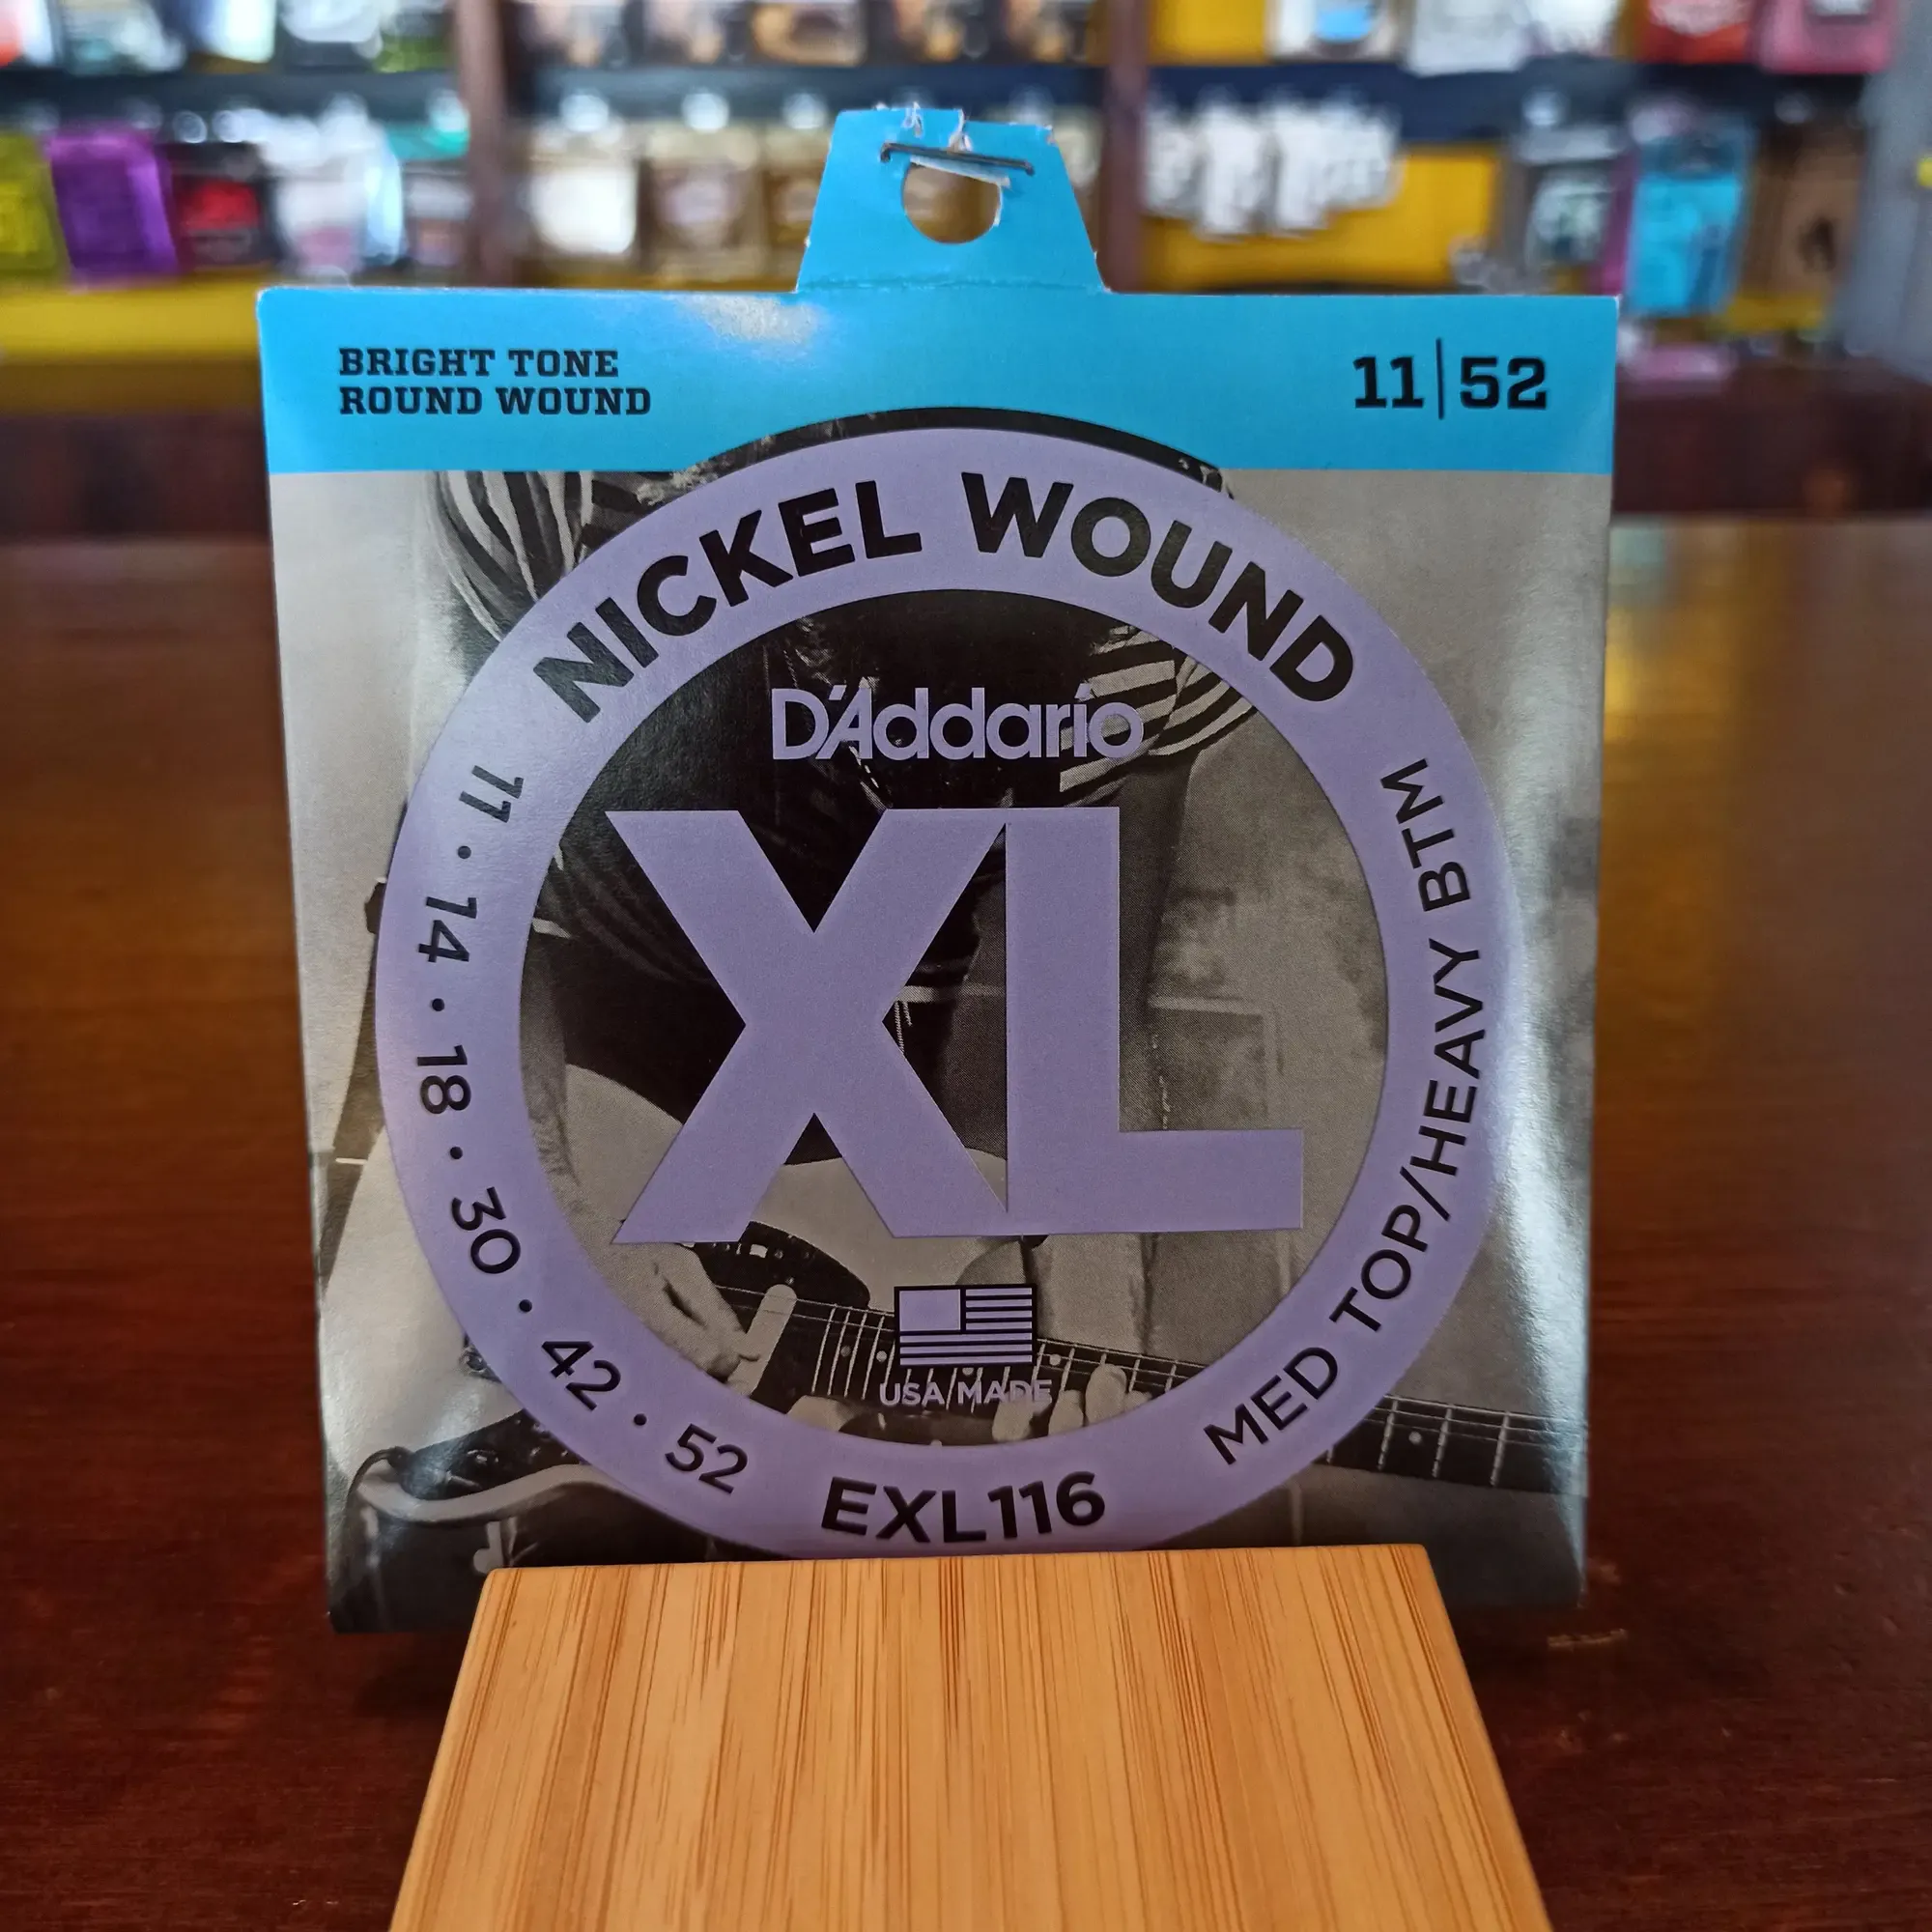 BRIGHT TONE
ROUND WOUND
11|52
NICKEL WOUND
D'Addario
XL
11 • 14 • 18 • 30 • 42 • 52
MED TOP/HEAVY BTM
USA MADE
EXL116